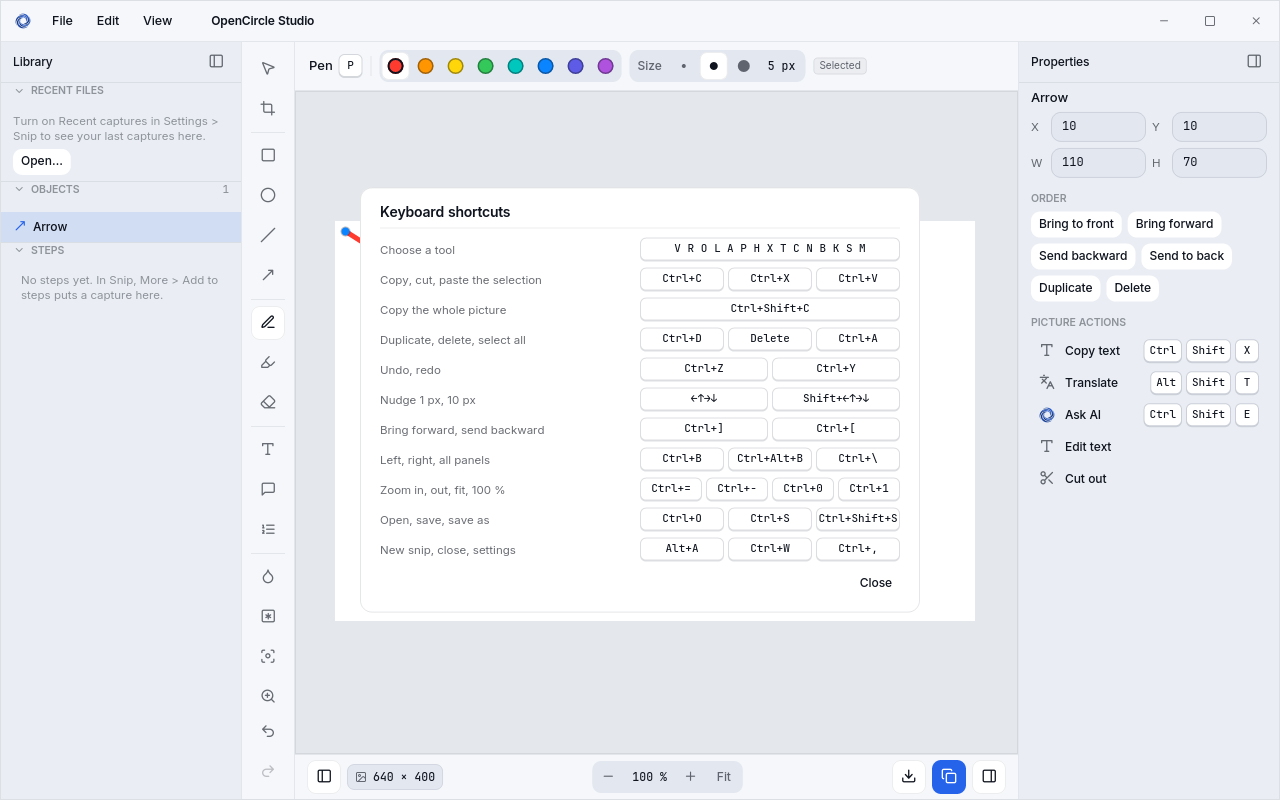 File Edit View OpenCircle Studio
Library
RECENT FILES
Turn on Recent captures in Settings >
Snip to see your last captures here.
Open...
OBJECTS 1
Arrow
STEPS
No steps yet. In Snip, More > Add to
steps puts a capture here.
Pen P Size 5 px Selected
Keyboard shortcuts
Choose a tool V R O L A P H X T C N B K S M
Copy, cut, paste the selection Ctrl+C Ctrl+X Ctrl+V
Copy the whole picture Ctrl+Shift+C
Duplicate, delete, select all Ctrl+D Delete Ctrl+A
Undo, redo Ctrl+Z Ctrl+Y
Nudge 1 px, 10 px ←↑→↓ Shift+←↑→↓
Bring forward, send backward Ctrl+] Ctrl+[
Left, right, all panels Ctrl+B Ctrl+Alt+B Ctrl+\
Zoom in, out, fit, 100 % Ctrl+= Ctrl+- Ctrl+0 Ctrl+1
Open, save, save as Ctrl+O Ctrl+S Ctrl+Shift+S
New snip, close, settings Alt+A Ctrl+W Ctrl+,
Close
640 × 400 100 % Fit
Properties
Arrow
X 10 Y 10
W 110 H 70
ORDER
Bring to front Bring forward
Send backward Send to back
Duplicate Delete
PICTURE ACTIONS
Copy text Ctrl Shift X
Translate Alt Shift T
Ask AI Ctrl Shift E
Edit text
Cut out